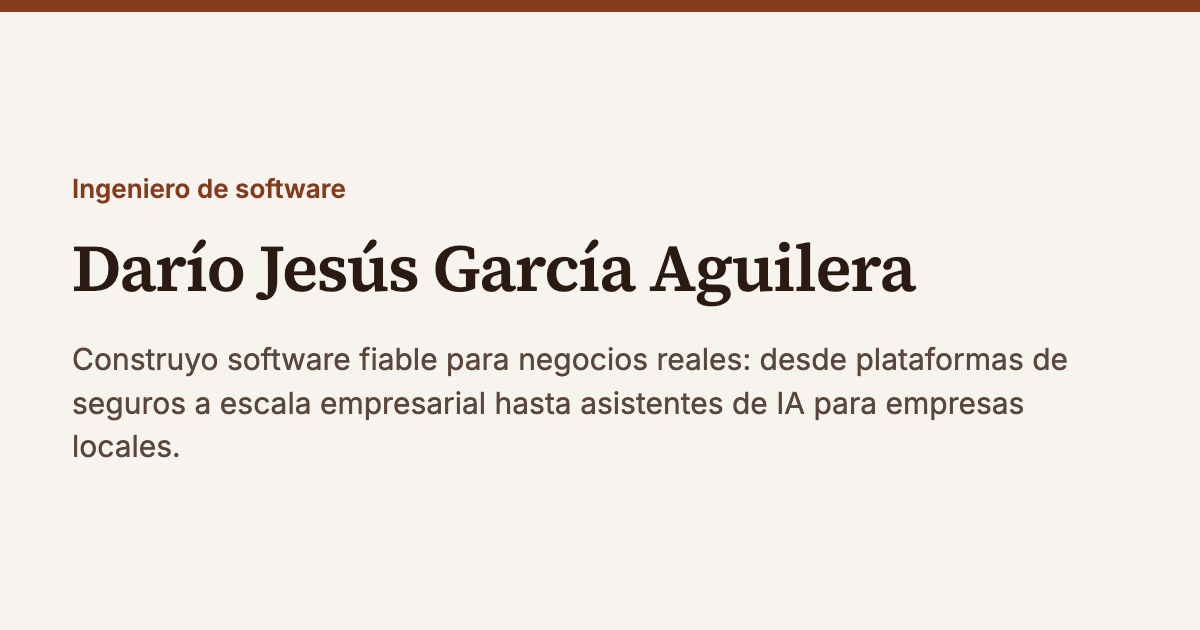 Ingeniero de software
Darío Jesús García Aguilera
Construyo software fiable para negocios reales: desde plataformas de
seguros a escala empresarial hasta asistentes de IA para empresas
locales.